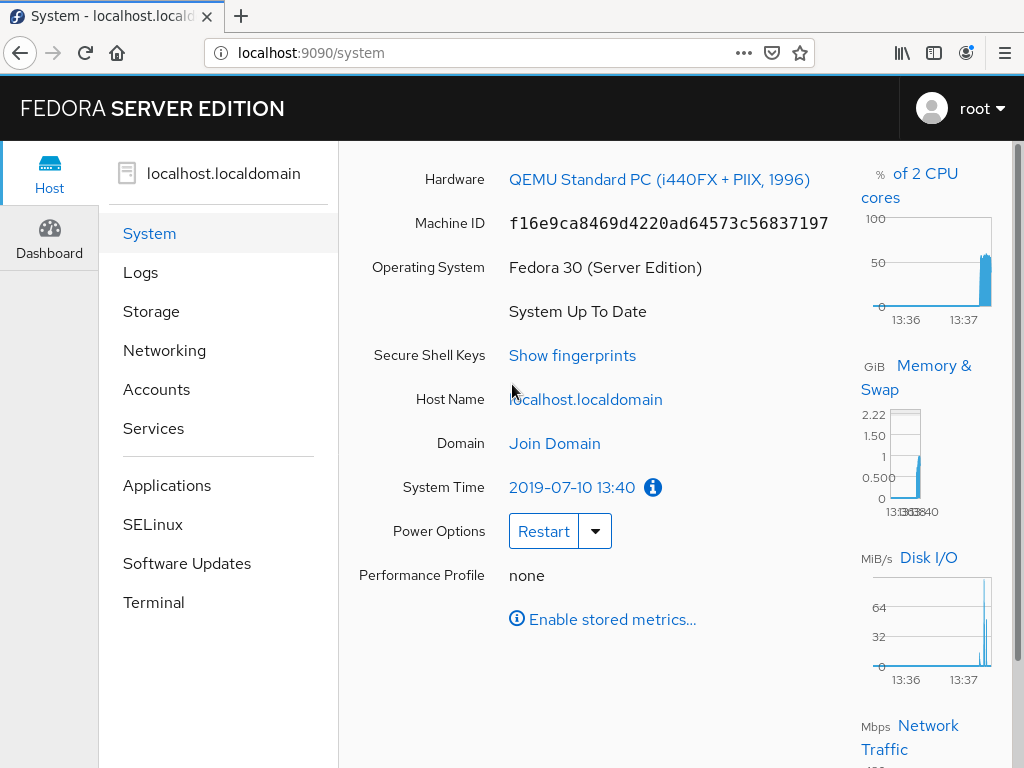 System - localhost.locald
localhost:9090/system
FEDORA SERVER EDITION
root
Host
Dashboard
localhost.localdomain
System
Logs
Storage
Networking
Accounts
Services
Applications
SELinux
Software Updates
Terminal
Hardware QEMU Standard PC (i440FX + PIIX, 1996)
Machine ID f16e9ca8469d4220ad64573c56837197
Operating System Fedora 30 (Server Edition)
System Up To Date
Secure Shell Keys Show fingerprints
Host Name localhost.localdomain
Domain Join Domain
System Time 2019-07-10 13:40
Power Options Restart
Performance Profile none
Enable stored metrics...
% of 2 CPU
cores
100
50
0
13:36 13:37
GiB Memory &
Swap
2.22
1.50
1
0.500
0
MiB/s Disk I/O
64
32
0
13:36 13:37
Mbps Network
Traffic